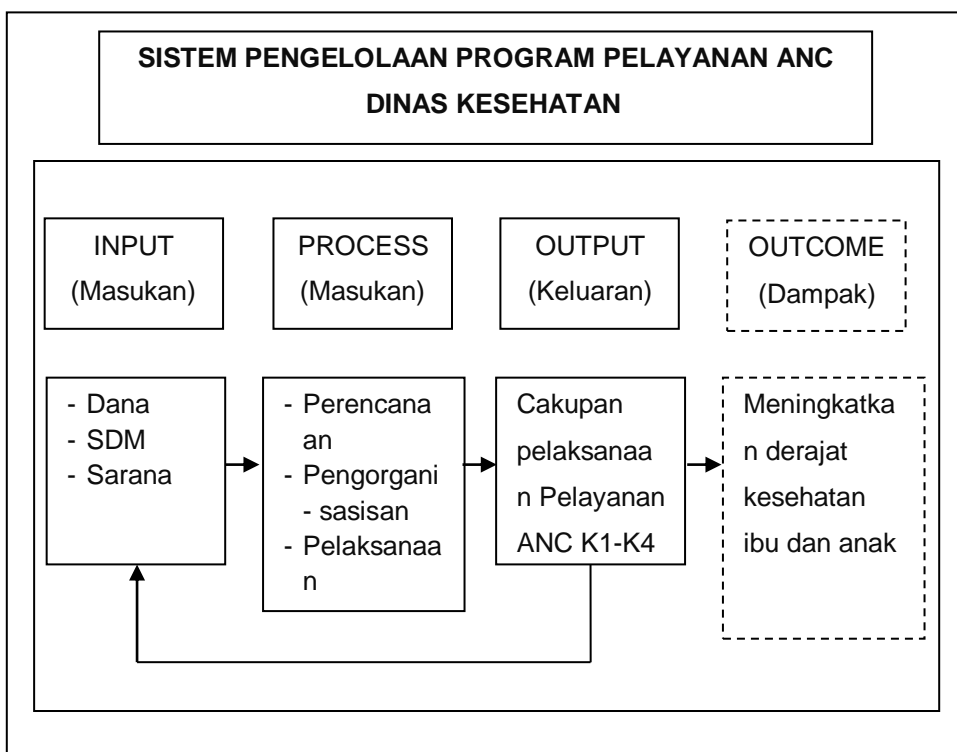 SISTEM PENGELOLAAN PROGRAM PELAYANAN ANC
DINAS KESEHATAN
INPUT
(Masukan)
PROCESS
(Masukan)
OUTPUT
(Keluaran)
OUTCOME
(Dampak)
- Dana
- SDM
- Sarana
- Perencana
an
- Pengorgani
- sasisan
- Pelaksanaa
n
Cakupan
pelaksanaa
n Pelayanan
ANC K1-K4
Meningkatka
n derajat
kesehatan
ibu dan anak